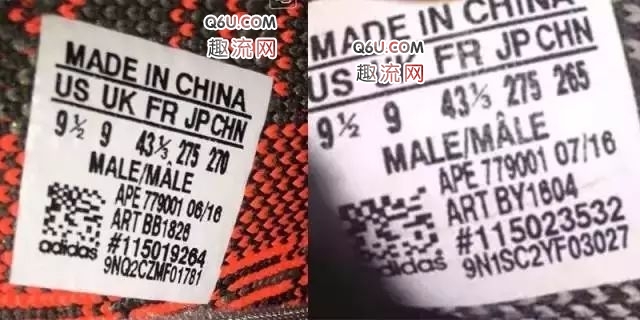 Q6U.COM
趣流网
MADE IN CHINA
US UK FR JP CHN
9½ 9 43⅓ 275 270
MALE/MÂLE
APE 779001 06/16
ART BB1826
#115019264
9NQ2CZMF01781
adidas
Q6U.COM
趣流网
MADE IN CHINA
US FR JP CHN
9½ 9 43⅓ 275 265
MALE/MÂLE
APE 779001 07/16
ART BY1604
#115023532
9N1SC2YF03027
adidas